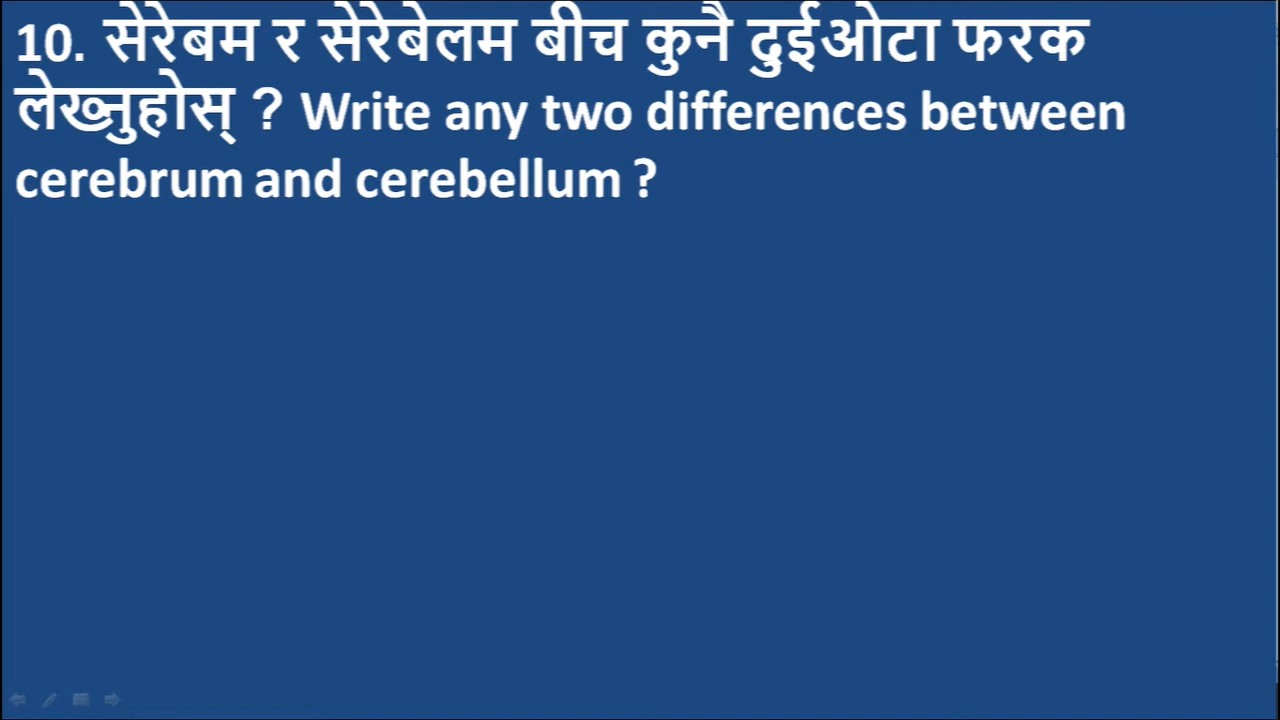 10. सेरेबम र सेरेबेलम बीच कुनै दुईओटा फरक
लेख्नुहोस् ? Write any two differences between
cerebrum and cerebellum ?